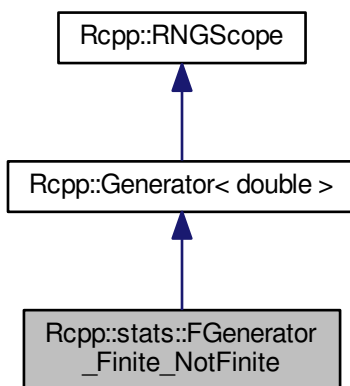 Rcpp::RNGScope
Rcpp::Generator< double >
Rcpp::stats::FGenerator
_Finite_NotFinite